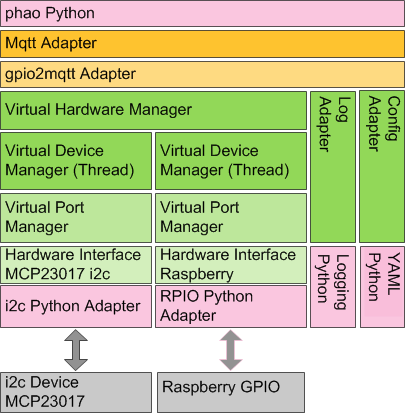 phao Python
Mqtt Adapter
gpio2mqtt Adapter
Virtual Hardware Manager
Log
Adapter
Config
Adapter
Virtual Device
Manager (Thread)
Virtual Device
Manager (Thread)
Virtual Port
Manager
Virtual Port
Manager
Hardware Interface
MCP23017 i2c
Hardware Interface
Raspberry
Logging
Python
YAML
Python
i2c Python Adapter
RPIO Python
Adapter
i2c Device
MCP23017
Raspberry GPIO